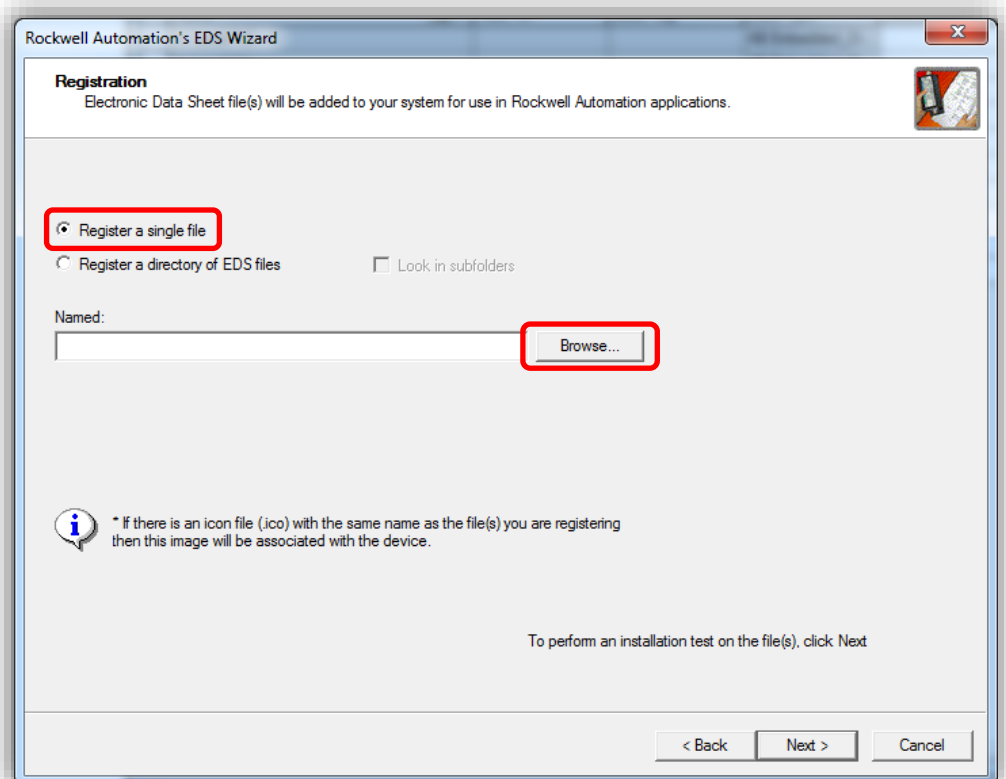 Rockwell Automation's EDS Wizard
Registration
Electronic Data Sheet file(s) will be added to your system for use in Rockwell Automation applications.
Register a single file
Register a directory of EDS files
Look in subfolders
Named:
Browse...
* If there is an icon file (.ico) with the same name as the file(s) you are registering
then this image will be associated with the device.
To perform an installation test on the file(s), click Next
< Back
Next >
Cancel